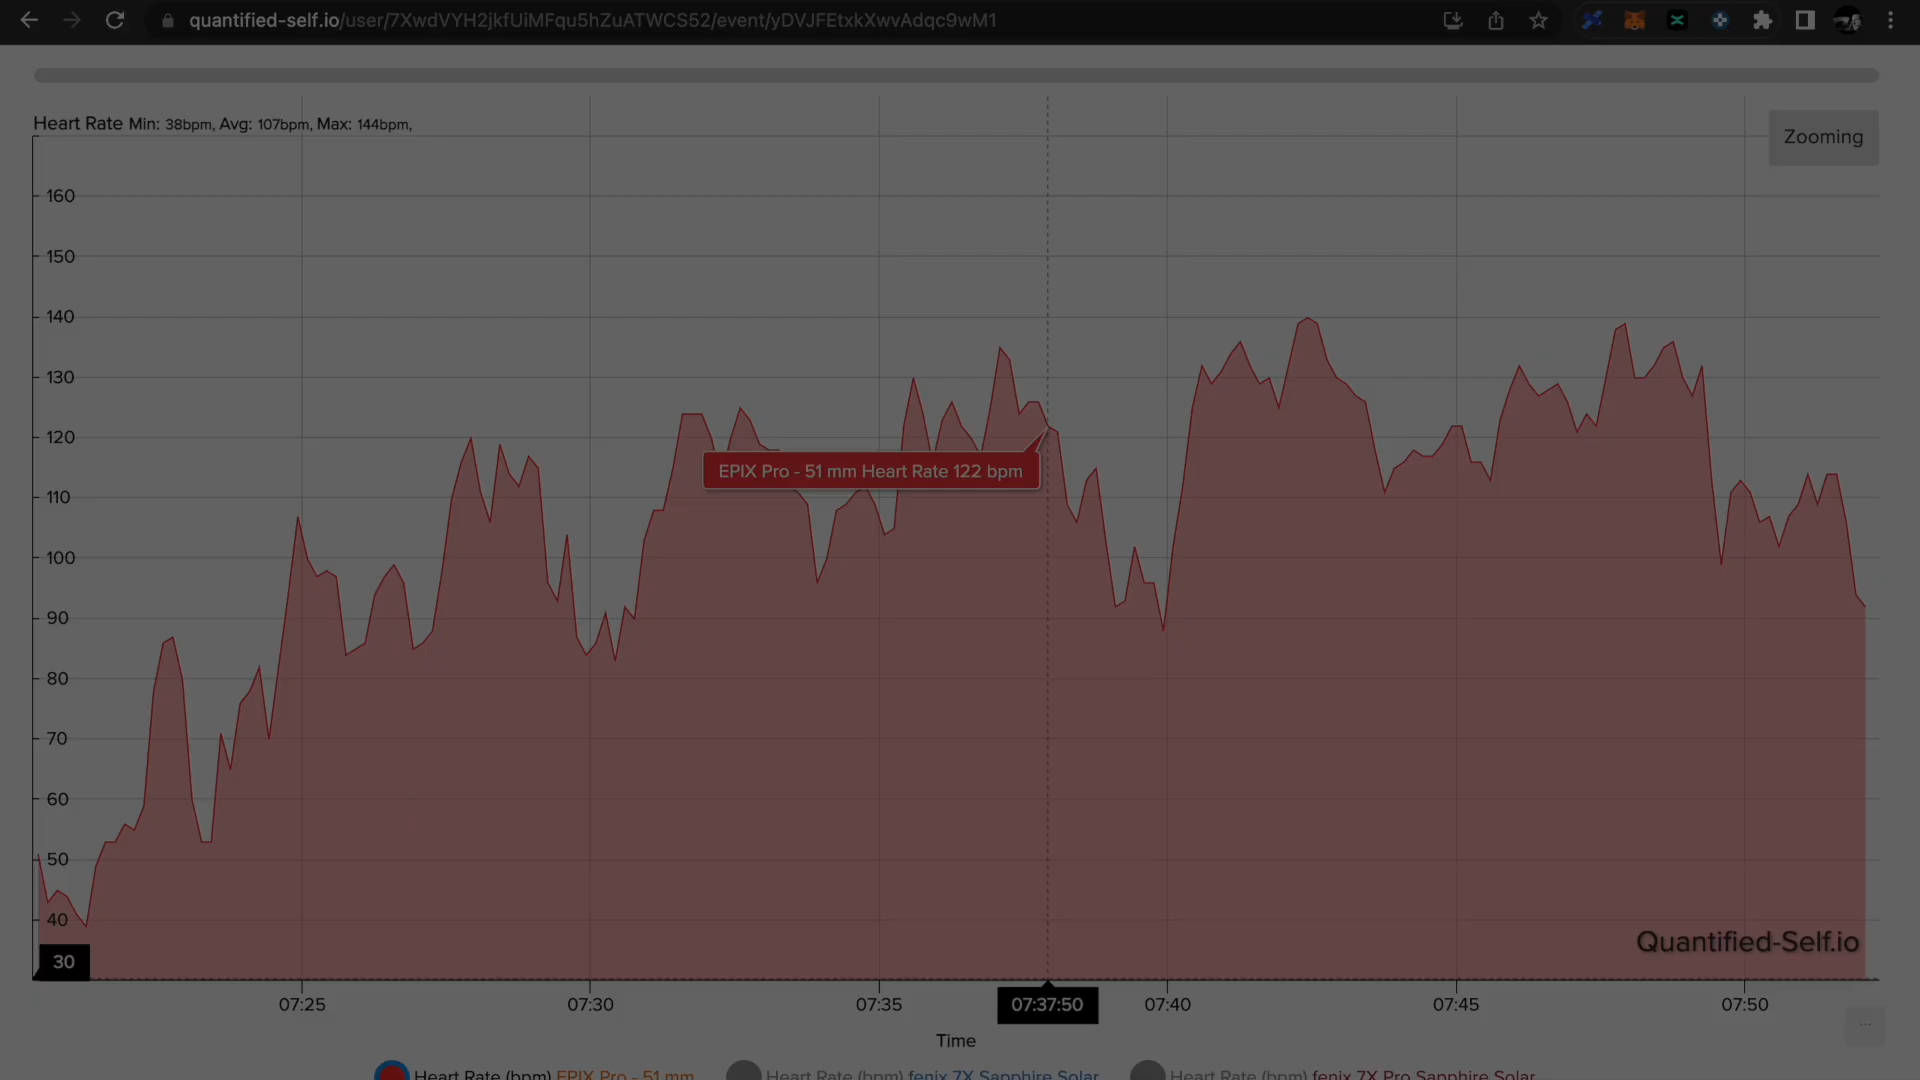 quantified-self.io/user/7XwdVYH2jkfUiMFqu5hZuATWCS52/event/yDVJFEtxkXwvAdqc9wM1
Heart Rate Min: 38bpm, Avg: 107bpm, Max: 144bpm,
Zooming
160
150
140
130
120
110
100
90
80
70
60
50
40
30
EPIX Pro - 51 mm Heart Rate 122 bpm
Quantified-Self.io
07:25
07:30
07:35
07:37:50
07:40
07:45
07:50
Time
...
Heart Rate (bpm) EPIX Pro - 51 mm
Heart Rate (bpm) fenix 7X Sapphire Solar
Heart Rate (bpm) fenix 7X Pro Sapphire Solar